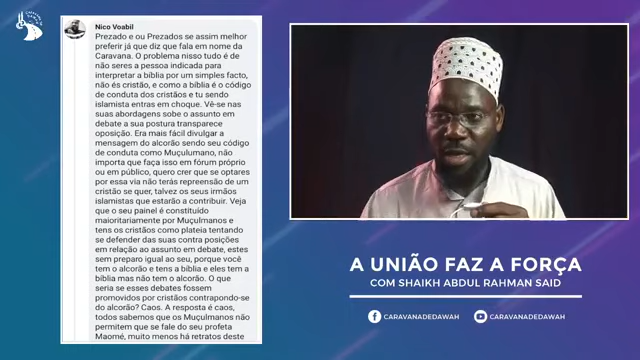 Nico Voabil
Prezado e ou Prezados se assim melhor
preferir já que diz que fala em nome da
Caravana. O problema nisso tudo é de
não seres a pessoa indicada para
interpretar a bíblia por um simples facto,
não és cristão, e como a bíblia é o código
de conduta dos cristãos e tu sendo
islamista entras em choque. Vê-se nas
suas abordagens sobe o assunto em
debate a sua postura transparece
oposição. Era mais fácil divulgar a
mensagem do alcorão sendo seu código
de conduta como Muçulumano, não
importa que faça isso em fórum próprio
ou em público, quero crer que se optares
por essa via não terás repreensão de um
cristão se quer, talvez os seus irmãos
islamistas que estarão a contribuir. Veja
que o seu painel é constituído
maioritariamente por Muçulmanos e
tens os cristãos como plateia tentando
se defender das suas contra posições
em relação ao assunto em debate, estes
sem preparo igual ao seu, porque você
tem o alcorão e tens a bíblia e eles tem a
bíblia mas não tem o alcorão. O que
seria se esses debates fossem
promovidos por cristãos contrapondo-se
do alcorão? Caos. A resposta é caos,
todos sabemos que os Muçulmanos não
permitem que se fale do seu profeta
Maomé, muito menos há retratos deste
A UNIÃO FAZ A FORÇA
COM SHAIKH ABDUL RAHMAN SAID
CARAVANADEDAWAH
CARAVANADEDAWAH